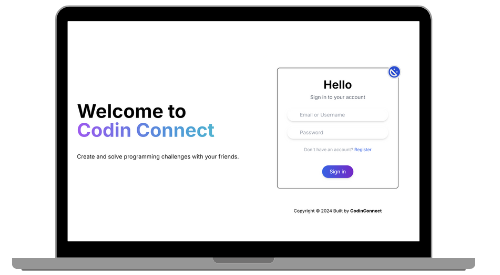 Welcome to
Codin Connect
Create and solve programming challenges with your friends.
Hello
Sign in to your account
Email or Username
Password
Don't have an account? Register
Sign in
Copyright © 2024 Built by CodinConnect